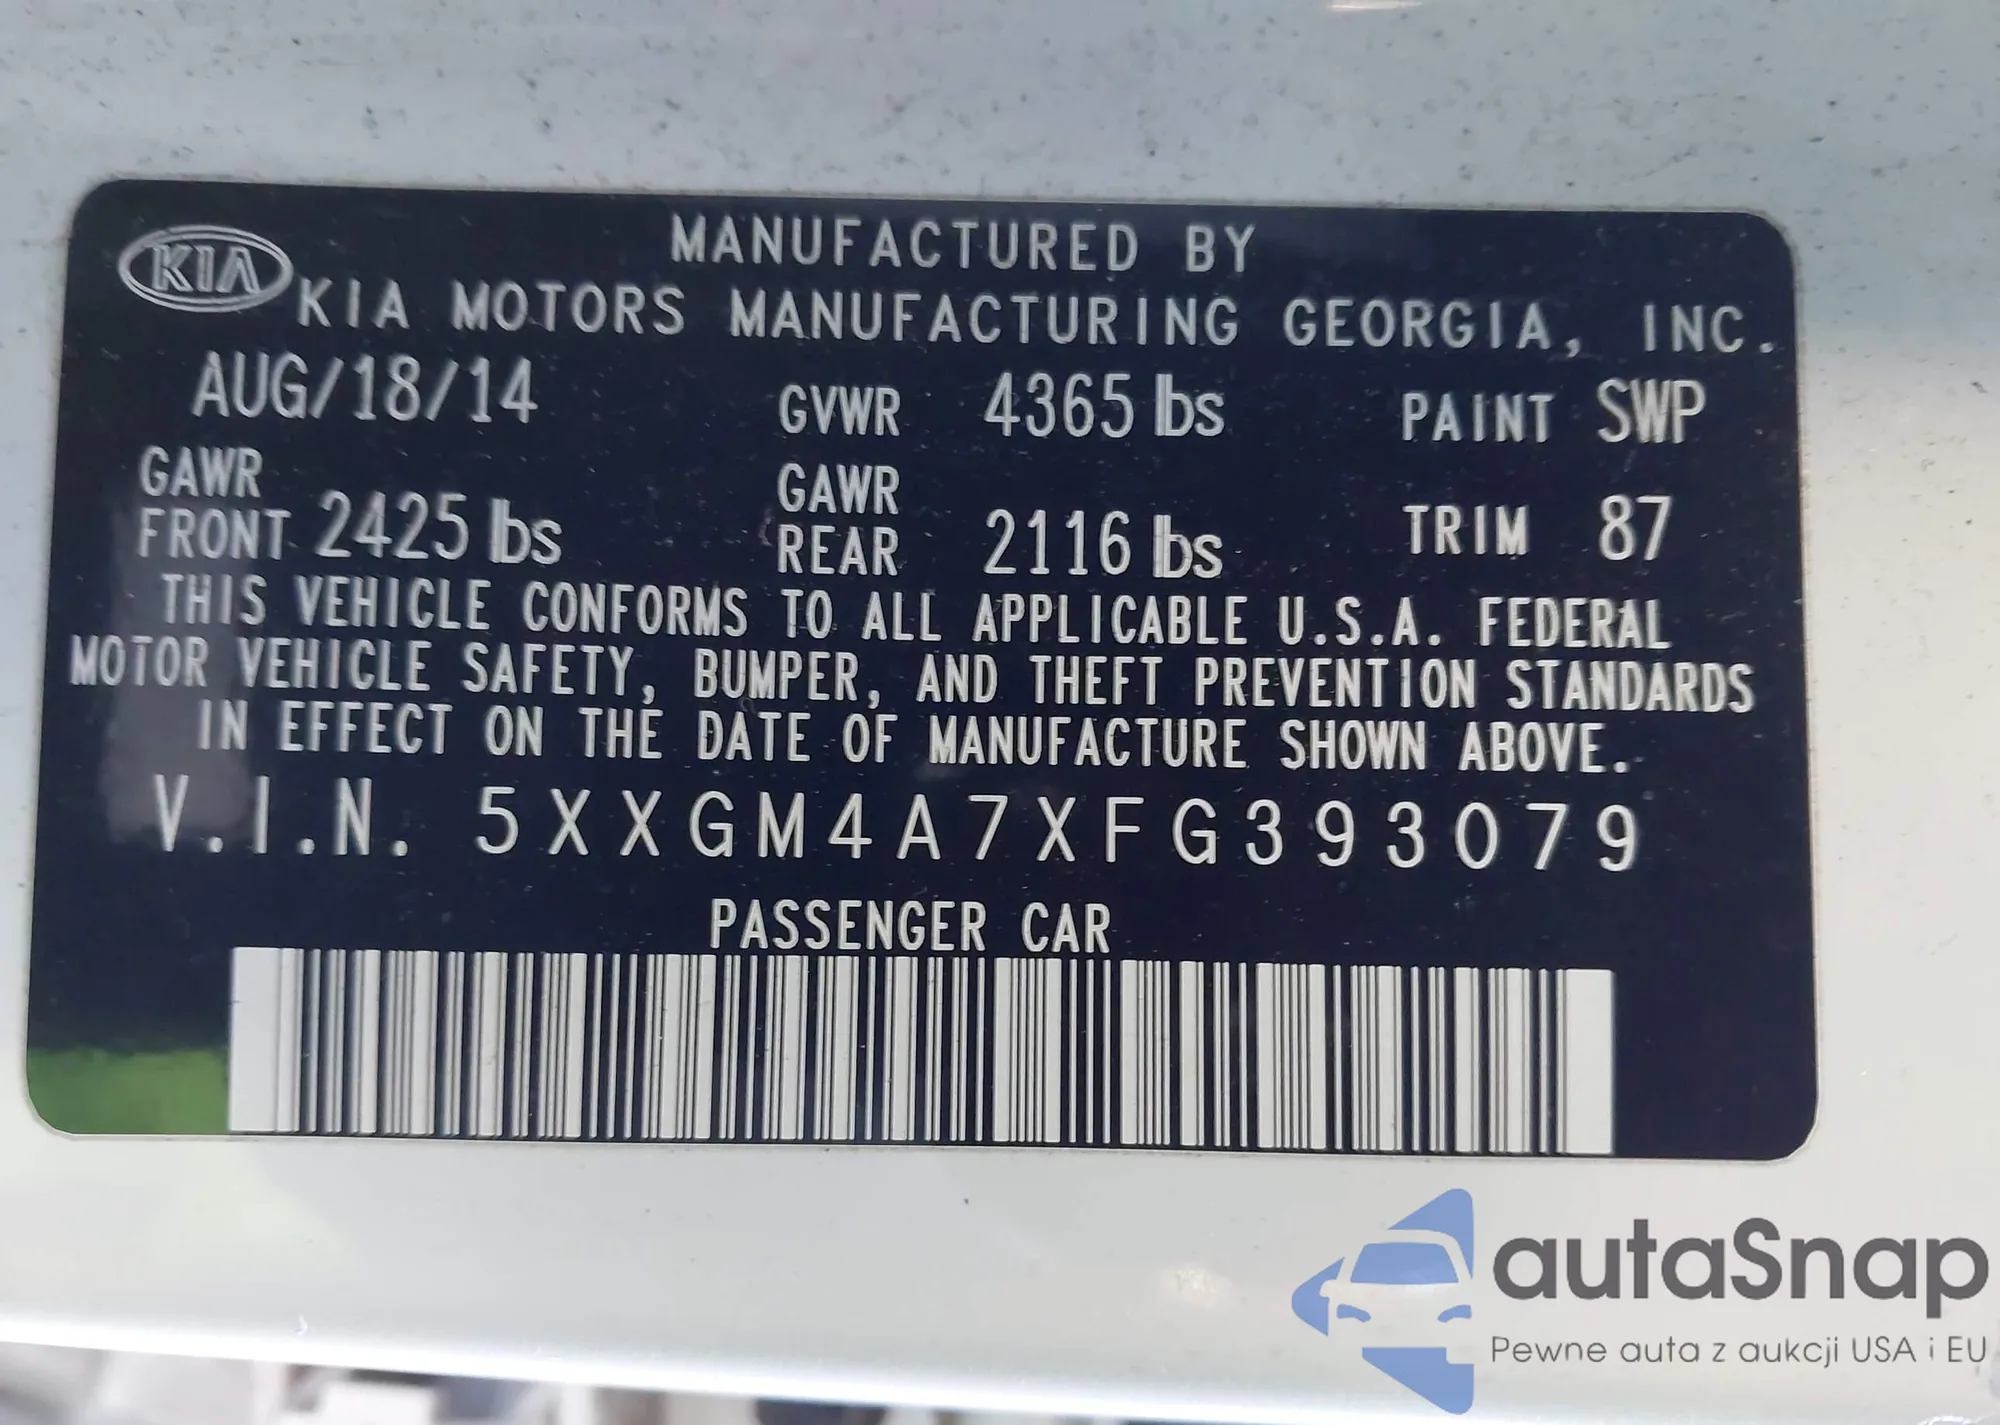 MANUFACTURED BY
KIA KIA MOTORS MANUFACTURING GEORGIA, INC.
AUG/18/14 GVWR 4365 lbs PAINT SWP
GAWR FRONT 2425 lbs GAWR REAR 2116 lbs TRIM 87
THIS VEHICLE CONFORMS TO ALL APPLICABLE U.S.A. FEDERAL
MOTOR VEHICLE SAFETY, BUMPER, AND THEFT PREVENTION STANDARDS
IN EFFECT ON THE DATE OF MANUFACTURE SHOWN ABOVE.
V.I.N. 5XXGM4A7XFG393079
PASSENGER CAR
autaSnap
Pewne auta z aukcji USA i EU